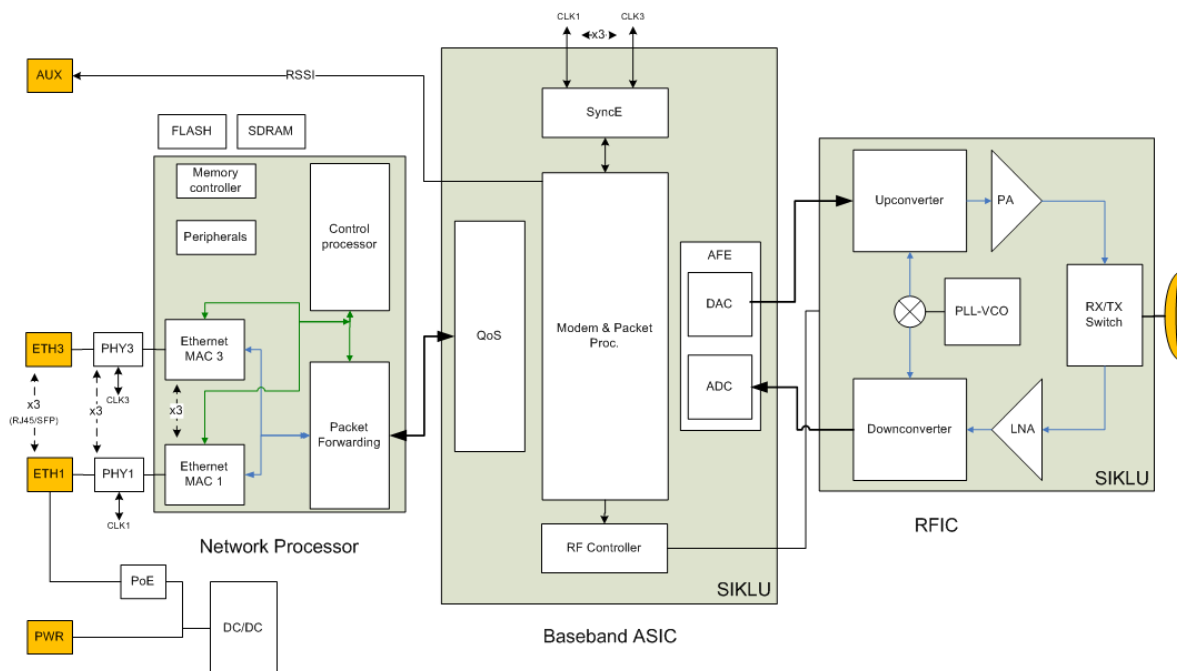 CLK1
CLK3
x3
AUX
RSSI
SyncE
FLASH
SDRAM
Memory
controller
Peripherals
Control
processor
Ethernet
MAC 3
Ethernet
MAC 1
Packet
Forwarding
ETH3
PHY3
CLK3
x3
(RJ45/SFP)
x3
x3
ETH1
PHY1
CLK1
Network Processor
PoE
PWR
DC/DC
QoS
Modem & Packet
Proc.
AFE
DAC
ADC
RF Controller
SIKLU
Baseband ASIC
Upconverter
PA
PLL-VCO
RX/TX
Switch
Downconverter
LNA
SIKLU
RFIC